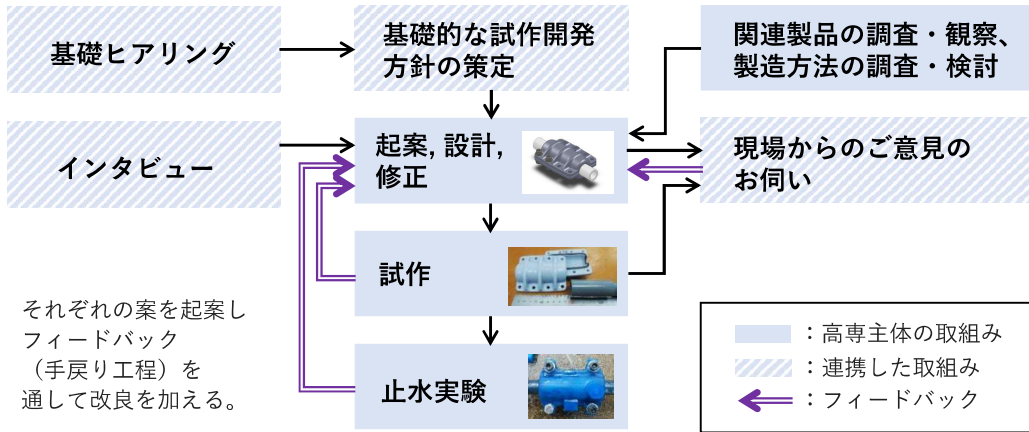 基礎ヒアリング
基礎的な試作開発
方針の策定
関連製品の調査・観察、
製造方法の調査・検討
インタビュー
起案, 設計,
修正
現場からのご意見の
お伺い
試作
それぞれの案を起案し
フィードバック
（手戻り工程）を
通して改良を加える。
止水実験
：高専主体の取組み
：連携した取組み
：フィードバック